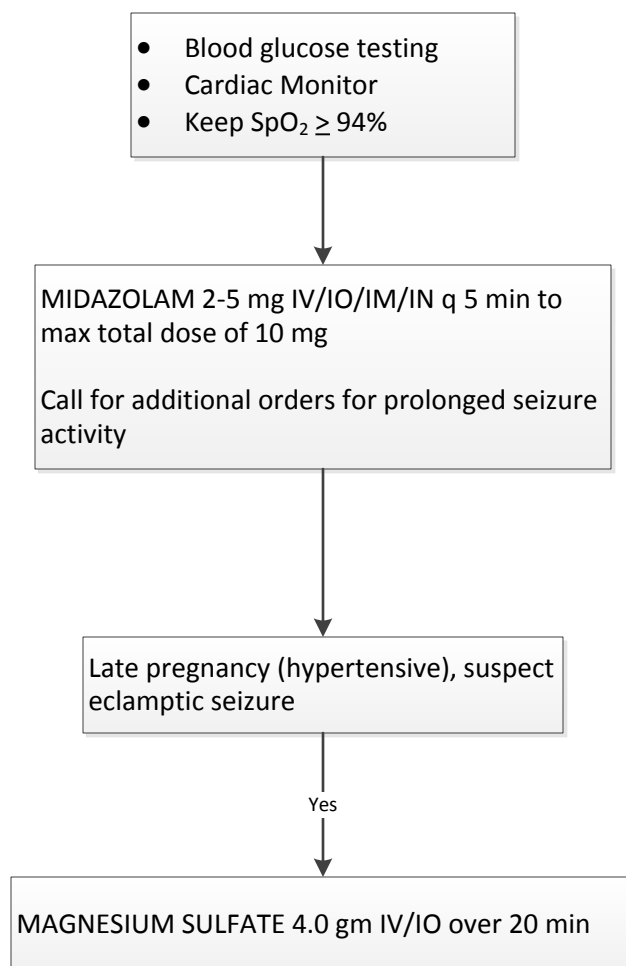 • Blood glucose testing
• Cardiac Monitor
• Keep SpO₂ ≥ 94%
MIDAZOLAM 2-5 mg IV/IO/IM/IN q 5 min to
max total dose of 10 mg
Call for additional orders for prolonged seizure
activity
Late pregnancy (hypertensive), suspect
eclamptic seizure
Yes
MAGNESIUM SULFATE 4.0 gm IV/IO over 20 min